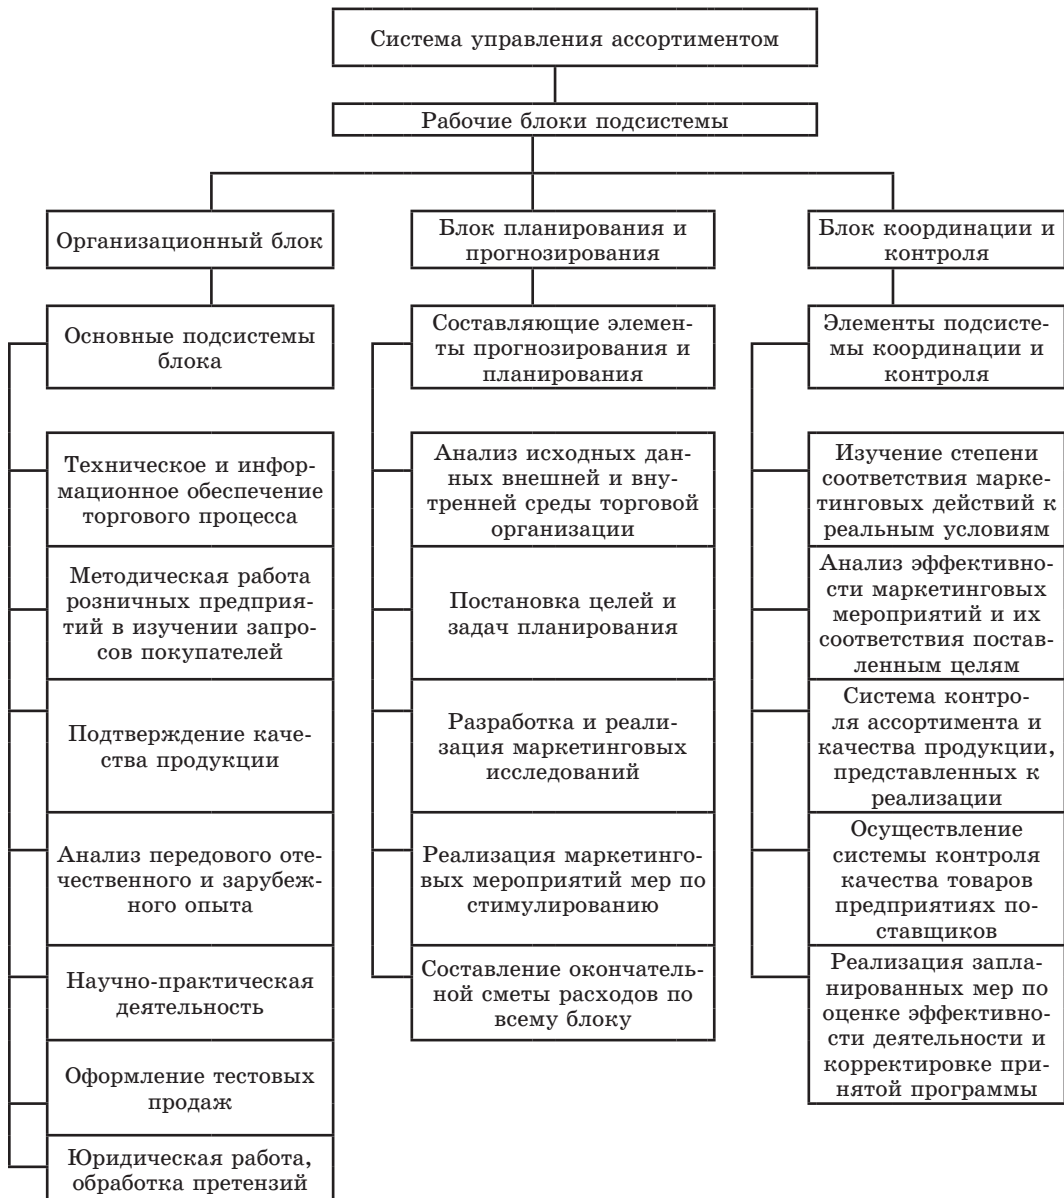 Система управления ассортиментом
Рабочие блоки подсистемы
Организационный блок
Блок планирования и
прогнозирования
Блок координации и
контроля
Основные подсистемы
блока
Составляющие элемен-
ты прогнозирования и
планирования
Элементы подсисте-
мы координации и
контроля
Техническое и инфор-
мационное обеспечение
торгового процесса
Методическая работа
розничных предприя-
тий в изучении запро-
сов покупателей
Подтверждение каче-
ства продукции
Анализ передового оте-
чественного и зарубеж-
ного опыта
Научно-практическая
деятельность
Оформление тестовых
продаж
Юридическая работа,
обработка претензий
Анализ исходных дан-
ных внешней и вну-
тренней среды торговой
организации
Постановка целей и
задач планирования
Разработка и реали-
зация маркетинговых
исследований
Реализация маркетинго-
вых мероприятий мер по
стимулированию
Составление окончатель-
ной сметы расходов по
всему блоку
Изучение степени
соответствия марке-
тинговых действий к
реальным условиям
Анализ эффективно-
сти маркетинговых
мероприятий и их
соответствия постав-
ленным целям
Система контро-
ля ассортимента и
качества продукции,
представленных к
реализации
Осуществление
системы контроля
качества товаров
предприятиях по-
ставщиков
Реализация запла-
нированных мер по
оценке эффективно-
сти деятельности и
корректировке при-
нятой программы